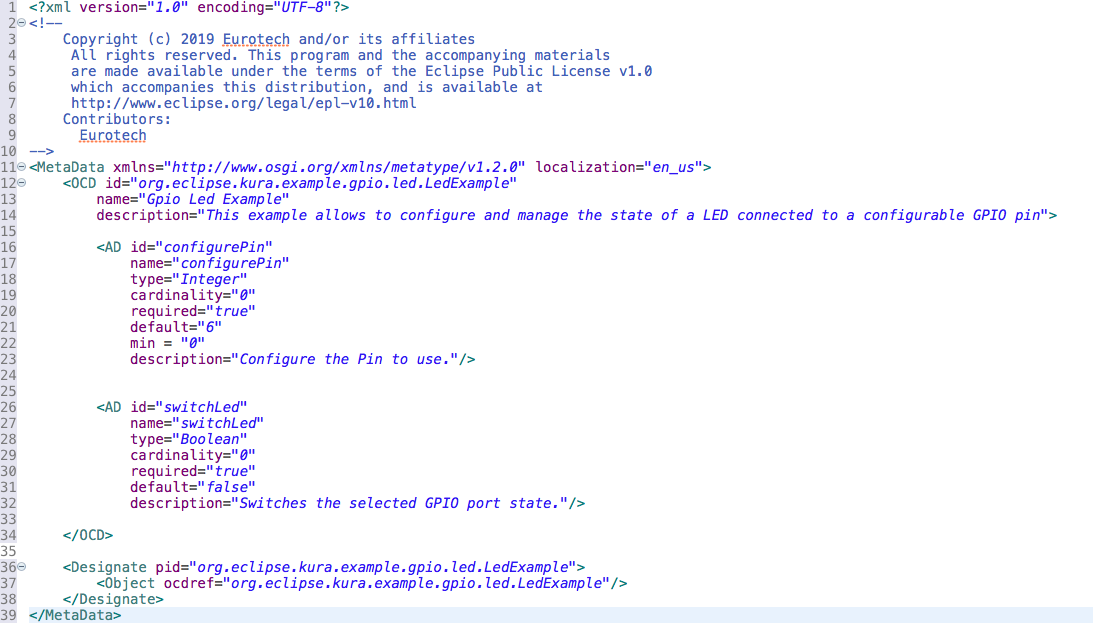 1 <?xml version="1.0" encoding="UTF-8"?>
2 <!--
3     Copyright (c) 2019 Eurotech and/or its affiliates
4      All rights reserved. This program and the accompanying materials
5      are made available under the terms of the Eclipse Public License v1.0
6      which accompanies this distribution, and is available at
7      http://www.eclipse.org/legal/epl-v10.html
8     Contributors:
9       Eurotech
10 -->
11 <MetaData xmlns="http://www.osgi.org/xmlns/metatype/v1.2.0" localization="en_us">
12     <OCD id="org.eclipse.kura.example.gpio.led.LedExample"
13         name="Gpio Led Example"
14         description="This example allows to configure and manage the state of a LED connected to a configurable GPIO pin">
15
16         <AD id="configurePin"
17             name="configurePin"
18             type="Integer"
19             cardinality="0"
20             required="true"
21             default="6"
22             min = "0"
23             description="Configure the Pin to use."/>
24
25
26         <AD id="switchLed"
27             name="switchLed"
28             type="Boolean"
29             cardinality="0"
30             required="true"
31             default="false"
32             description="Switches the selected GPIO port state."/>
33
34     </OCD>
35
36     <Designate pid="org.eclipse.kura.example.gpio.led.LedExample">
37         <Object ocdref="org.eclipse.kura.example.gpio.led.LedExample"/>
38     </Designate>
39 </MetaData>